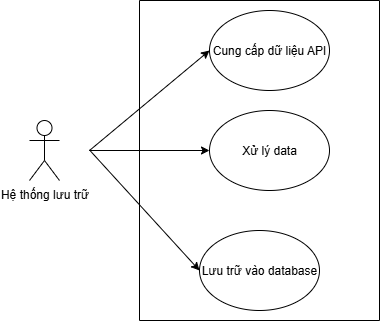 Cung cấp dữ liệu API
Xử lý data
Hệ thống lưu trữ
Lưu trữ vào database